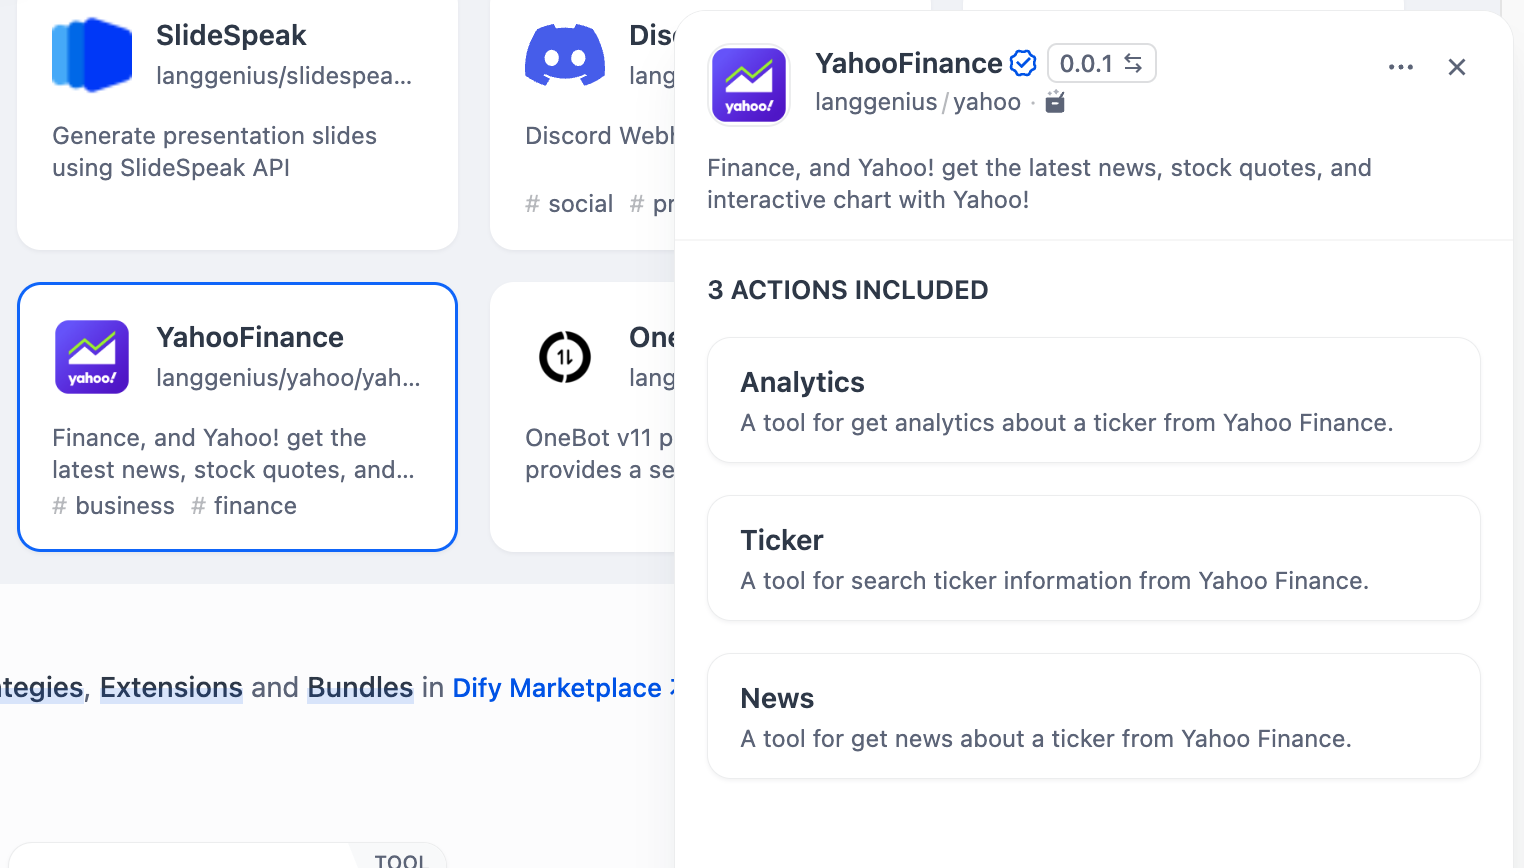 SlideSpeak
langgenius/slidespea...
Generate presentation slides
using SlideSpeak API
Discord
# social # pr
YahooFinance
langgenius/yahoo/yah...
yahoo!
Finance, and Yahoo! get the
latest news, stock quotes, and...
# business # finance
One
lang
OneBot v11 p
provides a se
tegies, Extensions and Bundles in Dify Marketplace
TOOL
YahooFinance 0.0.1
langgenius / yahoo ·
yahoo!
Finance, and Yahoo! get the latest news, stock quotes, and
interactive chart with Yahoo!
3 ACTIONS INCLUDED
Analytics
A tool for get analytics about a ticker from Yahoo Finance.
Ticker
A tool for search ticker information from Yahoo Finance.
News
A tool for get news about a ticker from Yahoo Finance.